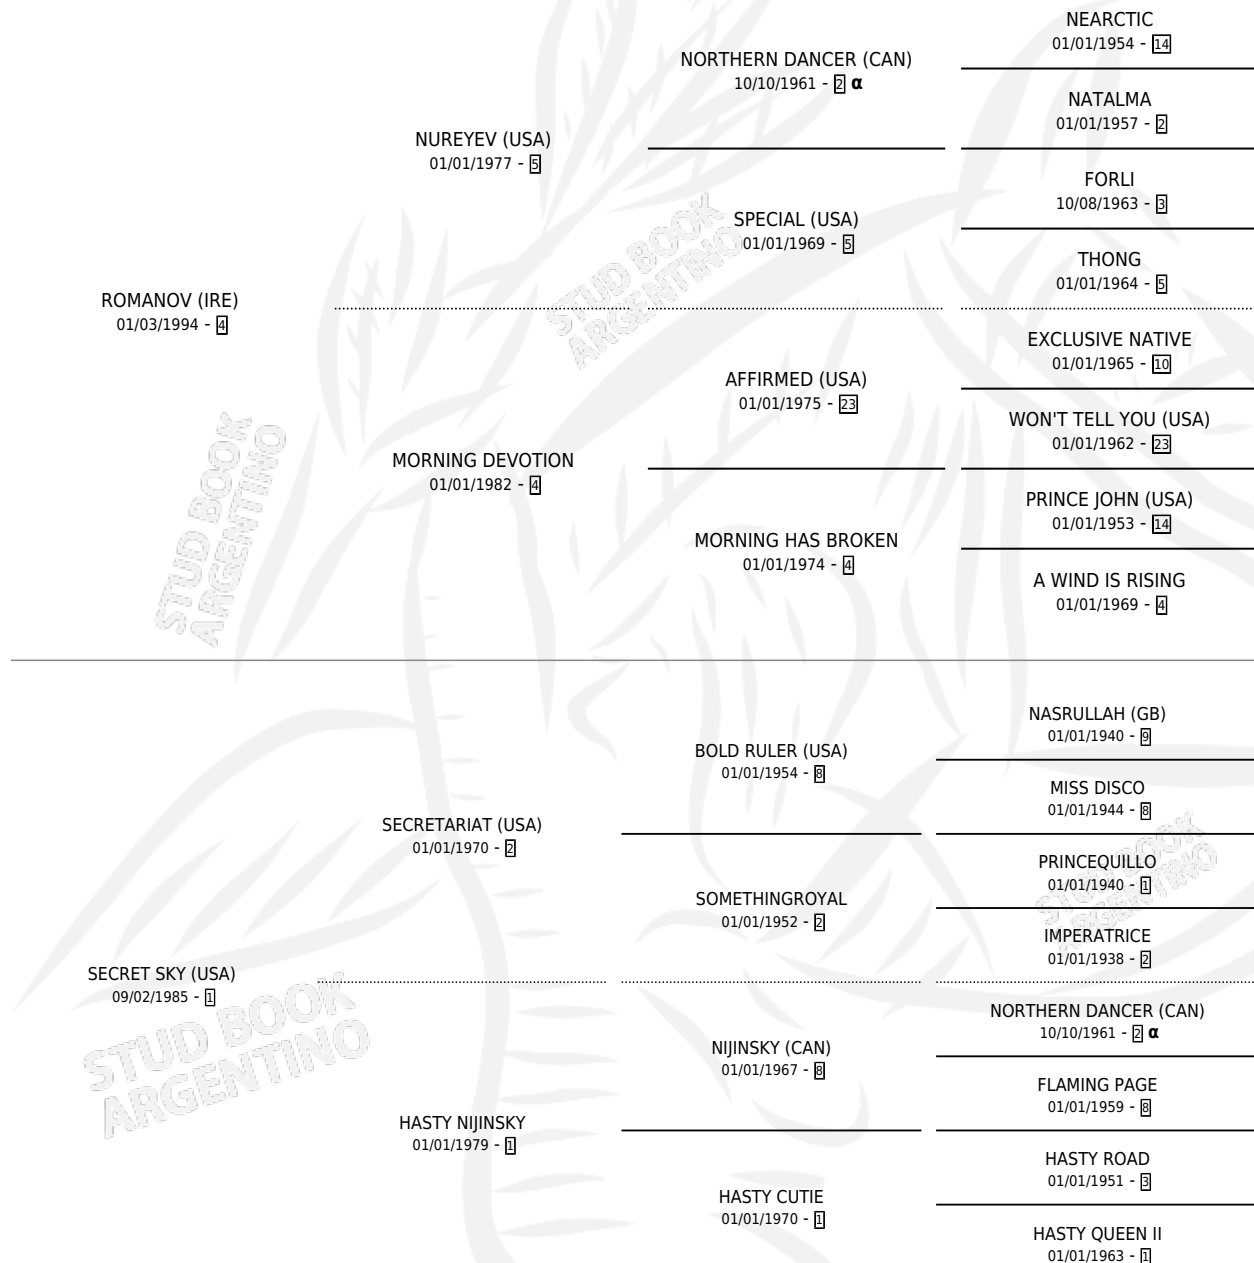 NEARCTIC
01/01/1954 - 14
NORTHERN DANCER (CAN)
10/10/1961 - 2 α
NATALMA
01/01/1957 - 2
NUREYEV (USA)
01/01/1977 - 5
FORLI
10/08/1963 - 3
SPECIAL (USA)
01/01/1969 - 5
THONG
01/01/1964 - 5
STUD BOOK
ARGENTINO
ROMANOV (IRE)
01/03/1994 - 4
EXCLUSIVE NATIVE
01/01/1965 - 10
AFFIRMED (USA)
01/01/1975 - 23
WON'T TELL YOU (USA)
01/01/1962 - 23
MORNING DEVOTION
01/01/1982 - 4
PRINCE JOHN (USA)
01/01/1953 - 14
MORNING HAS BROKEN
01/01/1974 - 4
A WIND IS RISING
01/01/1969 - 4
STUD BOOK
ARGENTINO
NASRULLAH (GB)
01/01/1940 - 9
BOLD RULER (USA)
01/01/1954 - 8
MISS DISCO
01/01/1944 - 8
SECRETARIAT (USA)
01/01/1970 - 2
PRINCEQUILLO
01/01/1940 - 1
SOMETHINGROYAL
01/01/1952 - 2
IMPERATRICE
01/01/1938 - 2
STUD BOOK
ARGENTINO
SECRET SKY (USA)
09/02/1985 - 1
NORTHERN DANCER (CAN)
10/10/1961 - 2 α
NIJINSKY (CAN)
01/01/1967 - 8
FLAMING PAGE
01/01/1959 - 8
HASTY NIJINSKY
01/01/1979 - 1
HASTY ROAD
01/01/1951 - 3
HASTY CUTIE
01/01/1970 - 1
HASTY QUEEN II
01/01/1963 - 1
STUD BOOK
ARGENTINO